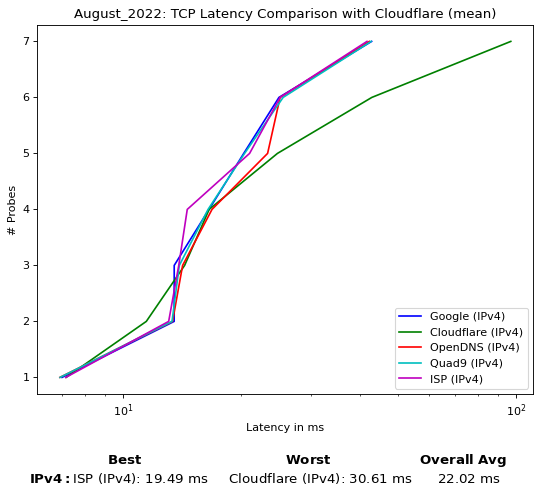 August_2022: TCP Latency Comparison with Cloudflare (mean)
7
6
5
4
3
2
1
# Probes
10¹
10²
Latency in ms
Google (IPv4)
Cloudflare (IPv4)
OpenDNS (IPv4)
Quad9 (IPv4)
ISP (IPv4)
Best Worst Overall Avg
IPv4: ISP (IPv4): 19.49 ms Cloudflare (IPv4): 30.61 ms 22.02 ms